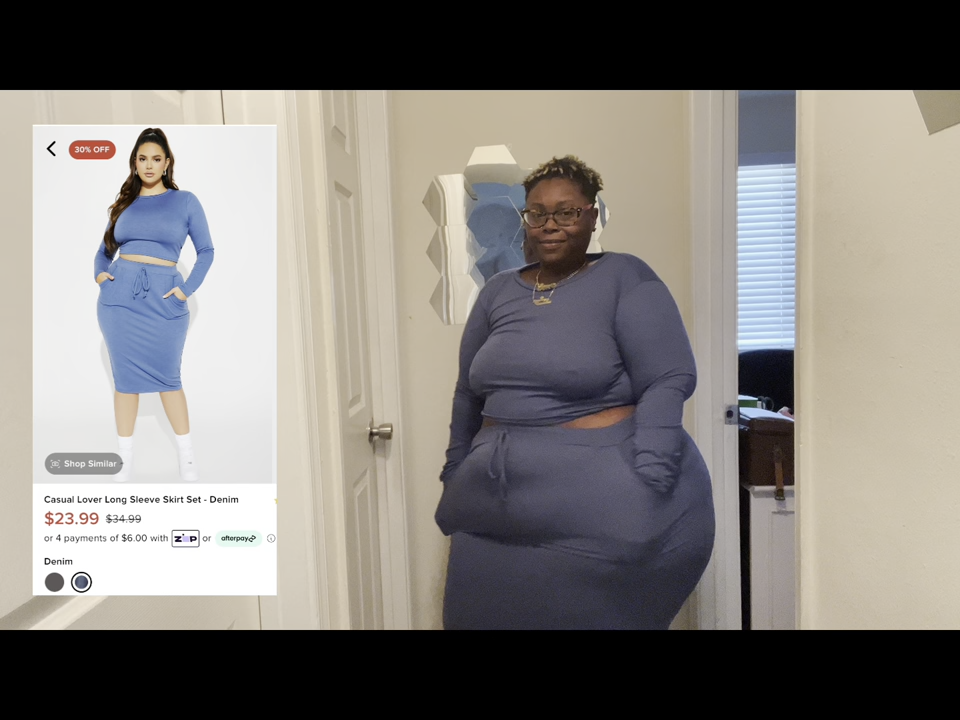 30% OFF
Shop Similar
Casual Lover Long Sleeve Skirt Set - Denim
$23.99 $34.99
or 4 payments of $6.00 with ZIP or afterpay
Denim